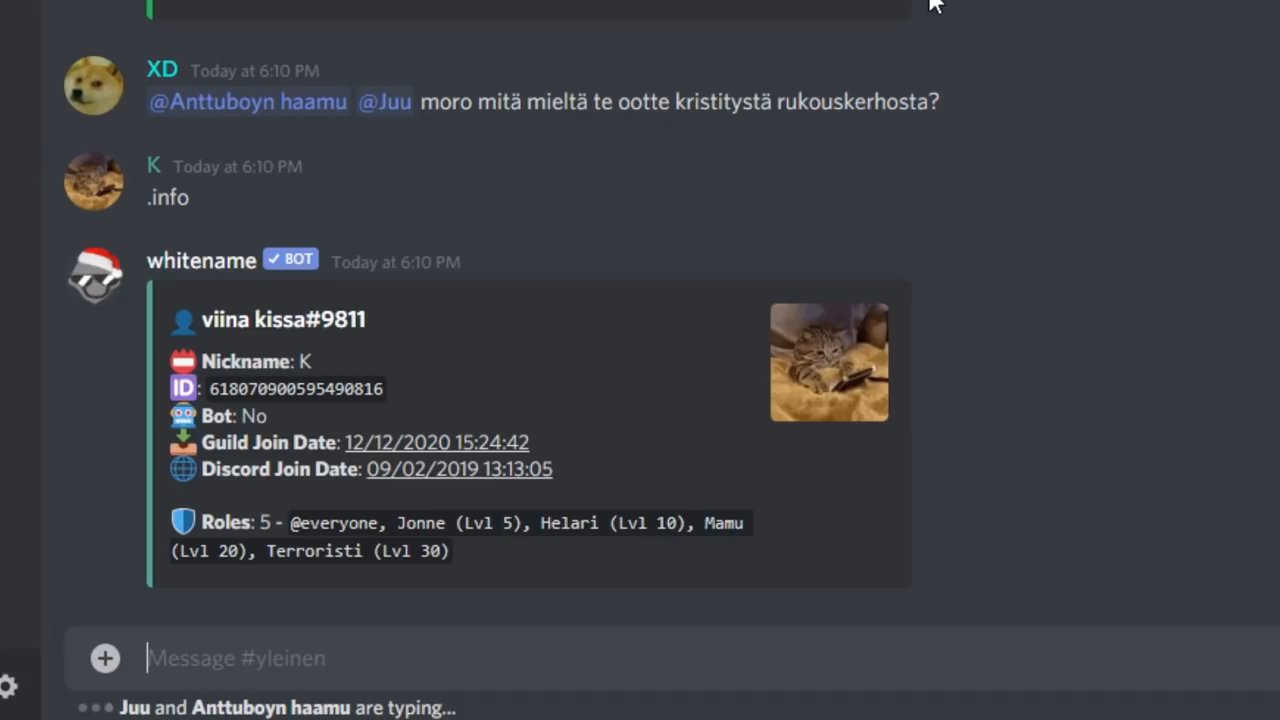 XD Today at 6:10 PM
@Anttuboyn haamu @Juu moro mitä mieltä te ootte kristitystä rukouskerhosta?
K Today at 6:10 PM
.info
whitename ✓ BOT Today at 6:10 PM
viina kissa#9811
Nickname: K
ID: 618070900595490816
Bot: No
Guild Join Date: 12/12/2020 15:24:42
Discord Join Date: 09/02/2019 13:13:05
Roles: 5 - @everyone, Jonne (Lvl 5), Helari (Lvl 10), Mamu
(Lvl 20), Terroristi (Lvl 30)
Message #yleinen
Juu and Anttuboyn haamu are typing...